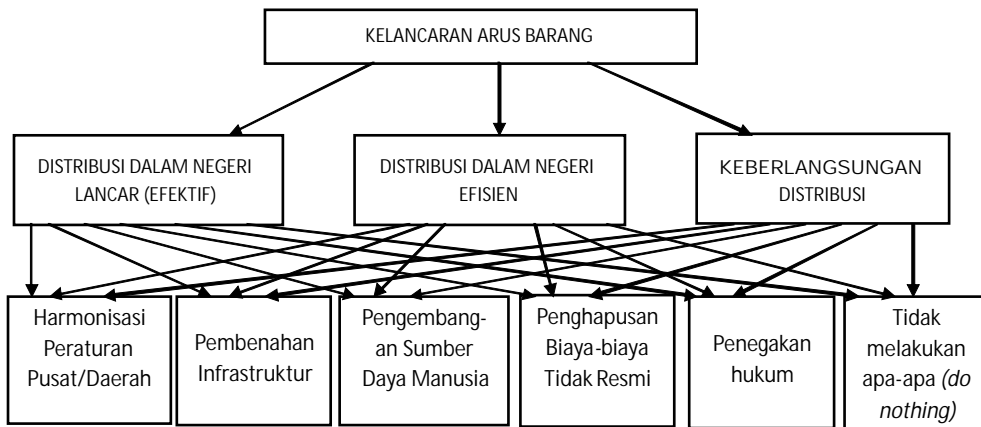 KELANCARAN ARUS BARANG
DISTRIBUSI DALAM NEGERI
LANCAR (EFEKTIF)
DISTRIBUSI DALAM NEGERI
EFISIEN
KEBERLANGSUNGAN
DISTRIBUSI
Harmonisasi
Peraturan
Pusat/Daerah
Pembenahan
Infrastruktur
Pengembang-
an Sumber
Daya Manusia
Penghapusan
Biaya-biaya
Tidak Resmi
Penegakan
hukum
Tidak
melakukan
apa-apa (do
nothing)